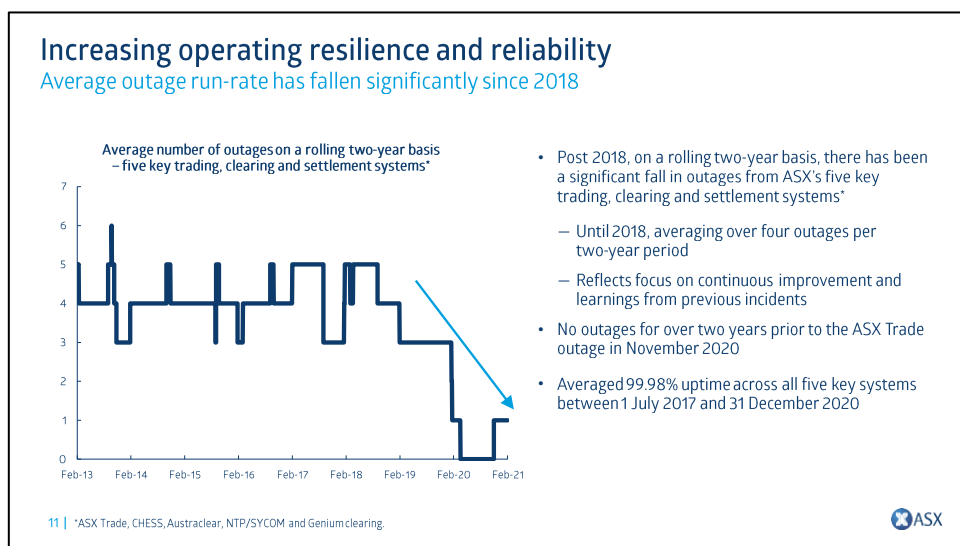 Increasing operating resilience and reliability
Average outage run-rate has fallen significantly since 2018
Average number of outages on a rolling two-year basis
– five key trading, clearing and settlement systems*
7
6
5
4
3
2
1
0
Feb-13 Feb-14 Feb-15 Feb-16 Feb-17 Feb-18 Feb-19 Feb-20 Feb-21
• Post 2018, on a rolling two-year basis, there has been
a significant fall in outages from ASX's five key
trading, clearing and settlement systems*
— Until 2018, averaging over four outages per
two-year period
— Reflects focus on continuous improvement and
learnings from previous incidents
• No outages for over two years prior to the ASX Trade
outage in November 2020
• Averaged 99.98% uptime across all five key systems
between 1 July 2017 and 31 December 2020
11 | *ASX Trade, CHESS, Austraclear, NTP/SYCOM and Genium clearing.
ASX